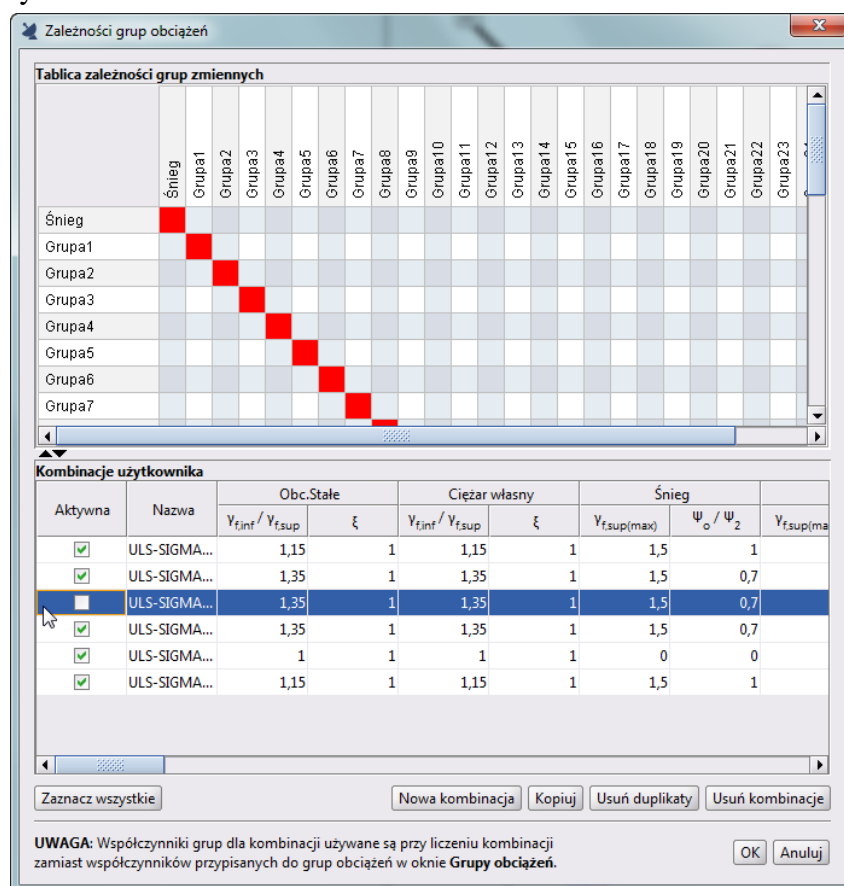 Zależności grup obciążeń
Tablica zależności grup zmiennych
Śnieg Grupa1 Grupa2 Grupa3 Grupa4 Grupa5 Grupa6 Grupa7 Grupa8 Grupa9 Grupa10 Grupa11 Grupa12 Grupa13 Grupa14 Grupa15 Grupa16 Grupa17 Grupa18 Grupa19 Grupa20 Grupa21 Grupa22 Grupa23
Śnieg
Grupa1
Grupa2
Grupa3
Grupa4
Grupa5
Grupa6
Grupa7
Kombinacje użytkownika
Aktywna Nazwa Obc.Stałe Ciężar własny Śnieg
γf,inf / γf,sup ξ γf,inf / γf,sup ξ γf,sup(max) Ψo / Ψ2 γf,sup(ma
ULS-SIGMA... 1,15 1 1,15 1 1,5 1
ULS-SIGMA... 1,35 1 1,35 1 1,5 0,7
ULS-SIGMA... 1,35 1 1,35 1 1,5 0,7
ULS-SIGMA... 1,35 1 1,35 1 1,5 0,7
ULS-SIGMA... 1 1 1 1 0 0
ULS-SIGMA... 1,15 1 1,15 1 1,5 1
Zaznacz wszystkie Nowa kombinacja Kopiuj Usuń duplikaty Usuń kombinacje
UWAGA: Współczynniki grup dla kombinacji używane są przy liczeniu kombinacji
zamiast współczynników przypisanych do grup obciążeń w oknie Grupy obciążeń.
OK Anuluj